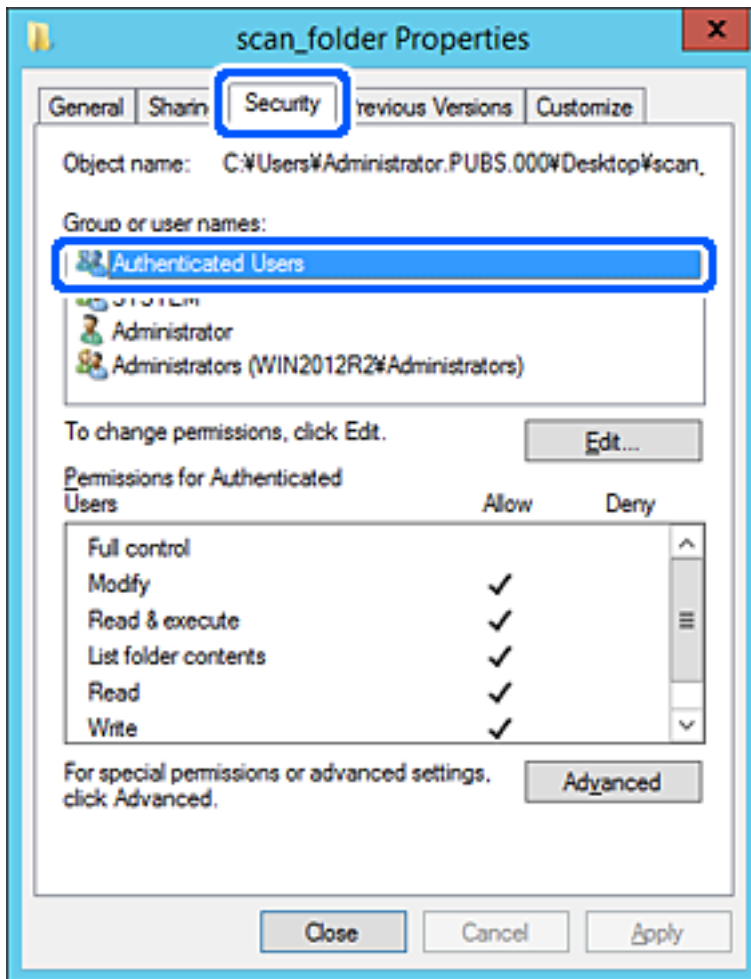 scan_folder Properties
x
General Security Previous Versions Customize
Object name: C:¥Users¥Administrator.PUBS.000¥Desktop¥scan_
Group or user names:
Authenticated Users
SYSTEM
Administrator
Administrators (WIN2012R2¥Administrators)
To change permissions, click Edit.
Edit...
Permissions for Authenticated
Users Allow Deny
Full control
Modify
Read & execute
List folder contents
Read
Write
For special permissions or advanced settings,
click Advanced.
Advanced
Close Cancel Apply